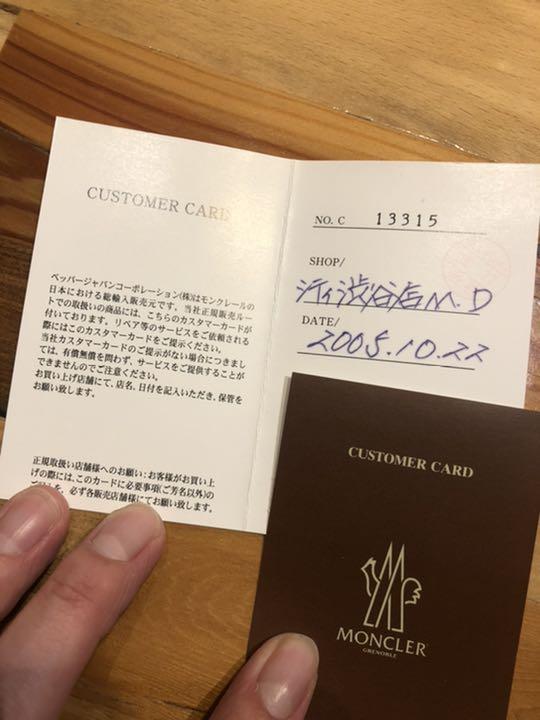 CUSTOMER CARD
ペッパージャパンコーポレーション(株)はモンクレールの
日本における総輸入販売元です。当社正規販売ルー
トでの取扱いの商品には、こちらのカスタマーカードが
付いております。リペア等のサービスをご依頼される
際にはこのカスタマーカードをご提示ください。
当社カスタマーカードのご提示がない場合につきまし
ては、有償無償を問わず、サービスをご提供することが
できませんのでご注意ください。
お買い上げ店舗にて、店名、日付を記入いただき、保管を
お願い致します。
正規取扱い店舗様へのお願い:お客様がお買い上
げの際には、このカードに必要事項(ご芳名以外)の
を、必ず各販売店舗様にてお願い致します。
NO. C 13315
SHOP/
渋谷店 M.D
DATE/
2005.10.22
CUSTOMER CARD
MONCLER
GRENOBLE